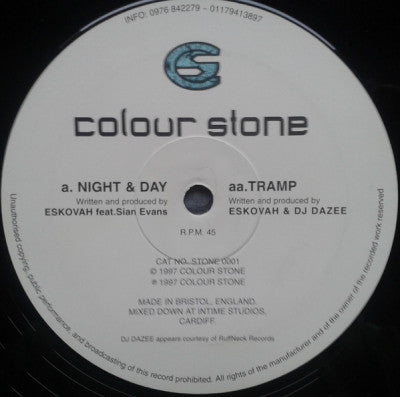 INFO: 0976 842279 - 01179413897
CS
colour stone
a. NIGHT & DAY
Written and produced by
ESKOVAH feat.Sian Evans
aa.TRAMP
Written and produced by
ESKOVAH & DJ DAZEE
R.P.M. 45
CAT NO. STONE 0001
© 1997 COLOUR STONE
℗ 1997 COLOUR STONE
MADE IN BRISTOL, ENGLAND.
MIXED DOWN AT INTIME STUDIOS,
CARDIFF.
DJ DAZEE appears courtesy of RuffNeck Records
Unauthorised copying, public performance, and broadcasting of this record prohibited. All rights of the manufacturer and of the owner of the recorded work reserved